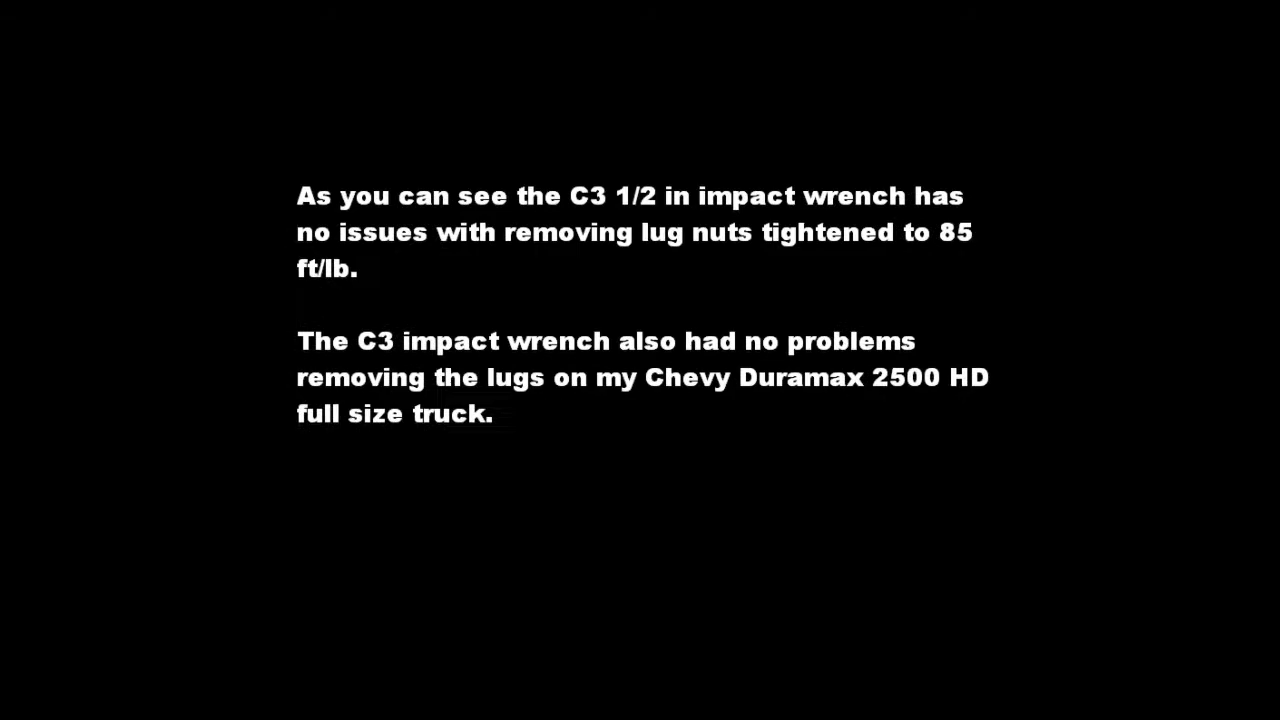 As you can see the C3 1/2 in impact wrench has
no issues with removing lug nuts tightened to 85
ft/lb.
The C3 impact wrench also had no problems
removing the lugs on my Chevy Duramax 2500 HD
full size truck.